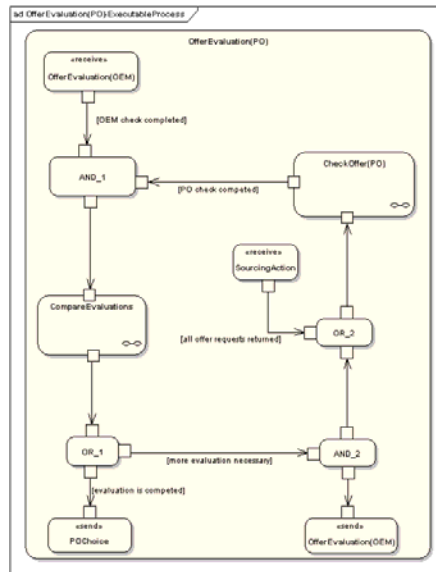 ad OfferEvaluation(PO)-ExecutableProcess
OfferEvaluation(PO)
«receive»
OfferEvaluation(OEM)
[OEM check completed]
AND_1
CheckOffer(PO)
[PO check competed]
«receive»
SourcingAction
CompareEvaluations
OR_2
[all offer requests returned]
OR_1
AND_2
[more evaluation necessary]
[evaluation is competed]
«send»
POChoice
«send»
OfferEvaluation(OEM)